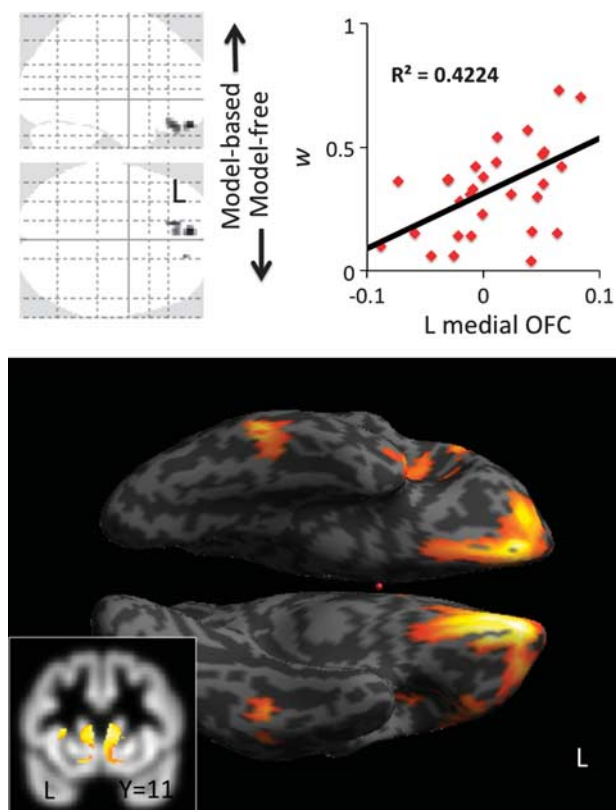 L
Model-based
Model-free
R² = 0.4224
w
1
0.5
0
-0.1
0
0.1
L medial OFC
L
Y=11
L